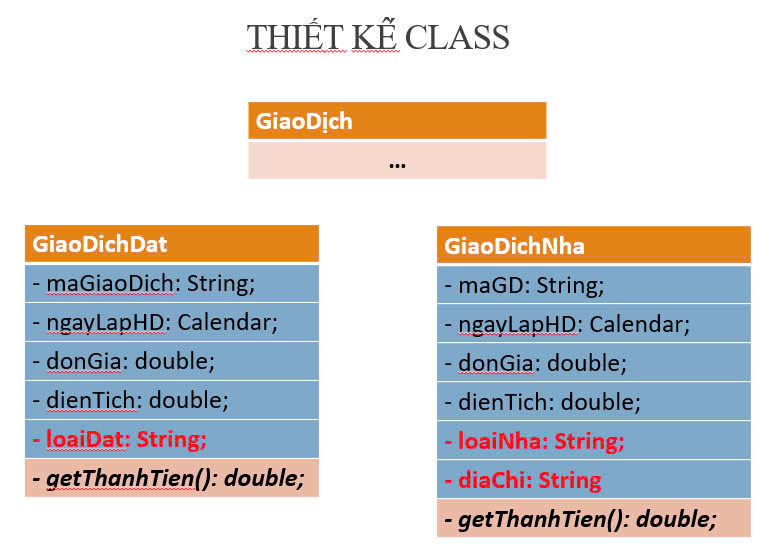 THIẾT KẾ CLASS
GiaoDịch
...
GiaoDichDat
- maGiaoDich: String;
- ngayLapHD: Calendar;
- donGia: double;
- dienTich: double;
- loaiDat: String;
- getThanhTien(): double;
GiaoDichNha
- maGD: String;
- ngayLapHD: Calendar;
- donGia: double;
- dienTich: double;
- loaiNha: String;
- diaChi: String
- getThanhTien(): double;